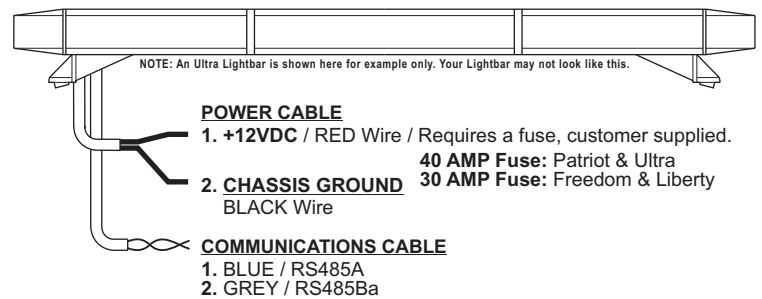 NOTE: An Ultra Lightbar is shown here for example only. Your Lightbar may not look like this.
POWER CABLE
1. +12VDC / RED Wire / Requires a fuse, customer supplied.
40 AMP Fuse: Patriot & Ultra
30 AMP Fuse: Freedom & Liberty
2. CHASSIS GROUND
BLACK Wire
COMMUNICATIONS CABLE
1. BLUE / RS485A
2. GREY / RS485Ba